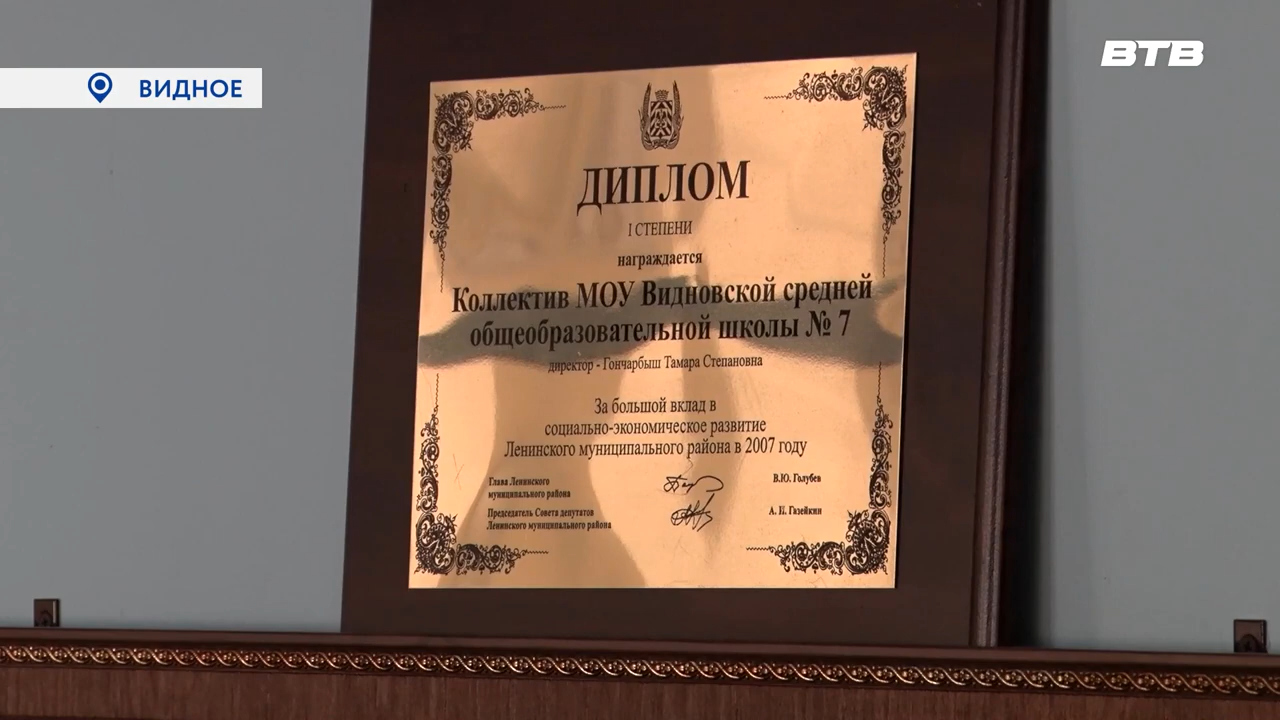 ВТВ
ВИДНОЕ
ДИПЛОМ
I СТЕПЕНИ
награждается
Коллектив МОУ Видновской средней
общеобразовательной школы № 7
директор - Гончарбыш Тамара Степановна
За большой вклад в
социально-экономическое развитие
Ленинского муниципального района в 2007 году
Глава Ленинского
муниципального района
В.Ю. Голубев
Председатель Совета депутатов
Ленинского муниципального района
А. П. Газейкин